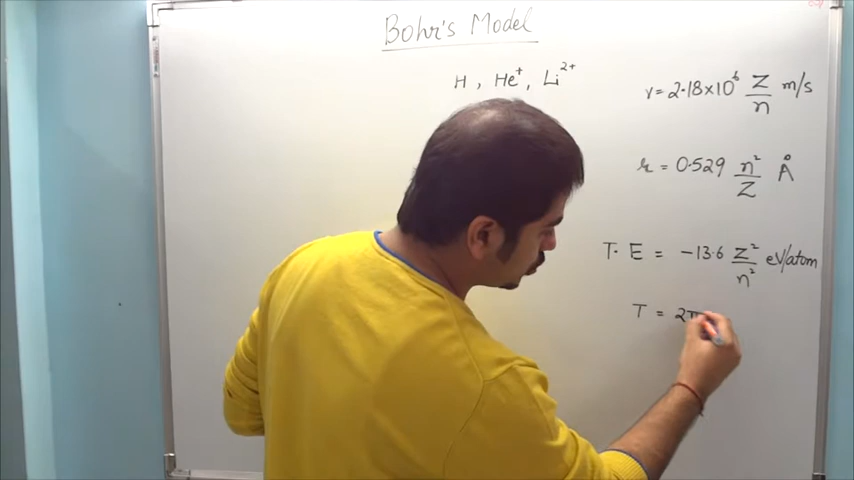 Bohr's Model
H, He⁺, Li²⁺
v = 2.18×10⁶ Z/n m/s
r = 0.529 n²/Z Å
T. E = -13.6 Z²/n² eV/atom
T = 2π